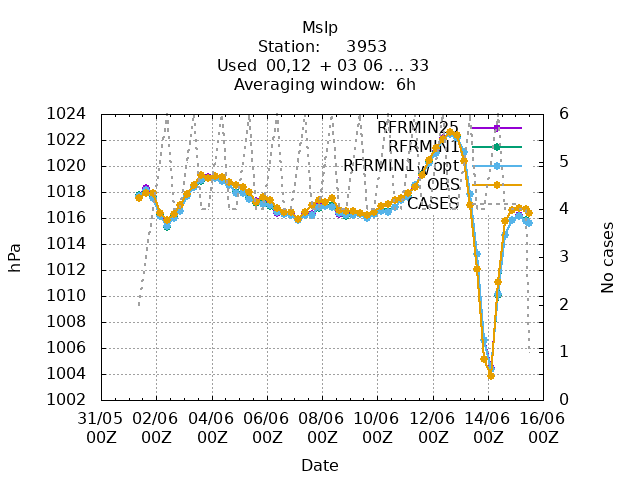 Mslp
Station: 3953
Used 00,12 + 03 06 ... 33
Averaging window: 6h
1024
1022
1020
1018
1016
1014
1012
1010
1008
1006
1004
1002
hPa
6
5
4
3
2
1
0
No cases
RFRMIN25
RFRMIN1
RFRMIN1_opt
OBS
CASES
31/05 02/06 04/06 06/06 08/06 10/06 12/06 14/06 16/06
00Z 00Z 00Z 00Z 00Z 00Z 00Z 00Z 00Z
Date